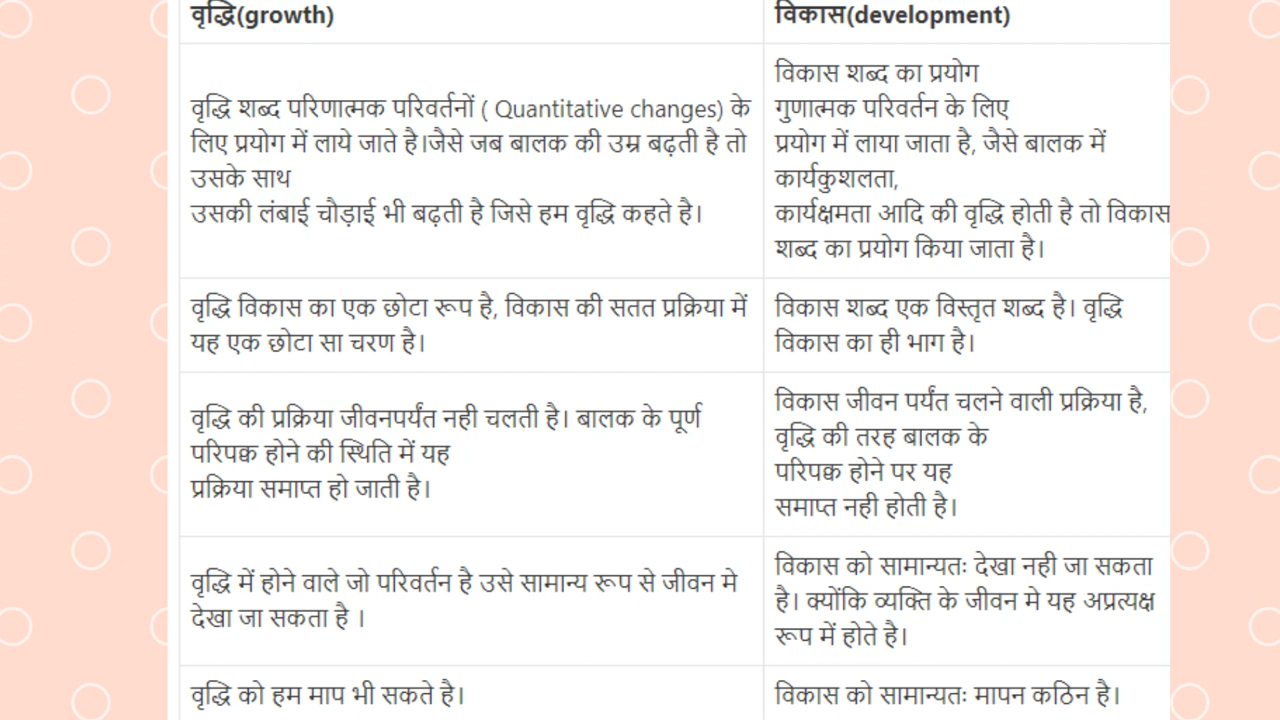 वृद्धि(growth)
विकास(development)
वृद्धि शब्द परिणात्मक परिवर्तनों ( Quantitative changes) के
लिए प्रयोग में लाये जाते है।जैसे जब बालक की उम्र बढ़ती है तो
उसके साथ
उसकी लंबाई चौड़ाई भी बढ़ती है जिसे हम वृद्धि कहते है।
विकास शब्द का प्रयोग
गुणात्मक परिवर्तन के लिए
प्रयोग में लाया जाता है, जैसे बालक में
कार्यकुशलता,
कार्यक्षमता आदि की वृद्धि होती है तो विकास
शब्द का प्रयोग किया जाता है।
वृद्धि विकास का एक छोटा रूप है, विकास की सतत प्रक्रिया में
यह एक छोटा सा चरण है।
विकास शब्द एक विस्तृत शब्द है। वृद्धि
विकास का ही भाग है।
वृद्धि की प्रक्रिया जीवनपर्यंत नही चलती है। बालक के पूर्ण
परिपक्व होने की स्थिति में यह
प्रक्रिया समाप्त हो जाती है।
विकास जीवन पर्यंत चलने वाली प्रक्रिया है,
वृद्धि की तरह बालक के
परिपक्व होने पर यह
समाप्त नही होती है।
वृद्धि में होने वाले जो परिवर्तन है उसे सामान्य रूप से जीवन मे
देखा जा सकता है ।
विकास को सामान्यतः देखा नही जा सकता
है। क्योंकि व्यक्ति के जीवन मे यह अप्रत्यक्ष
रूप में होते है।
वृद्धि को हम माप भी सकते है।
विकास को सामान्यतः मापन कठिन है।